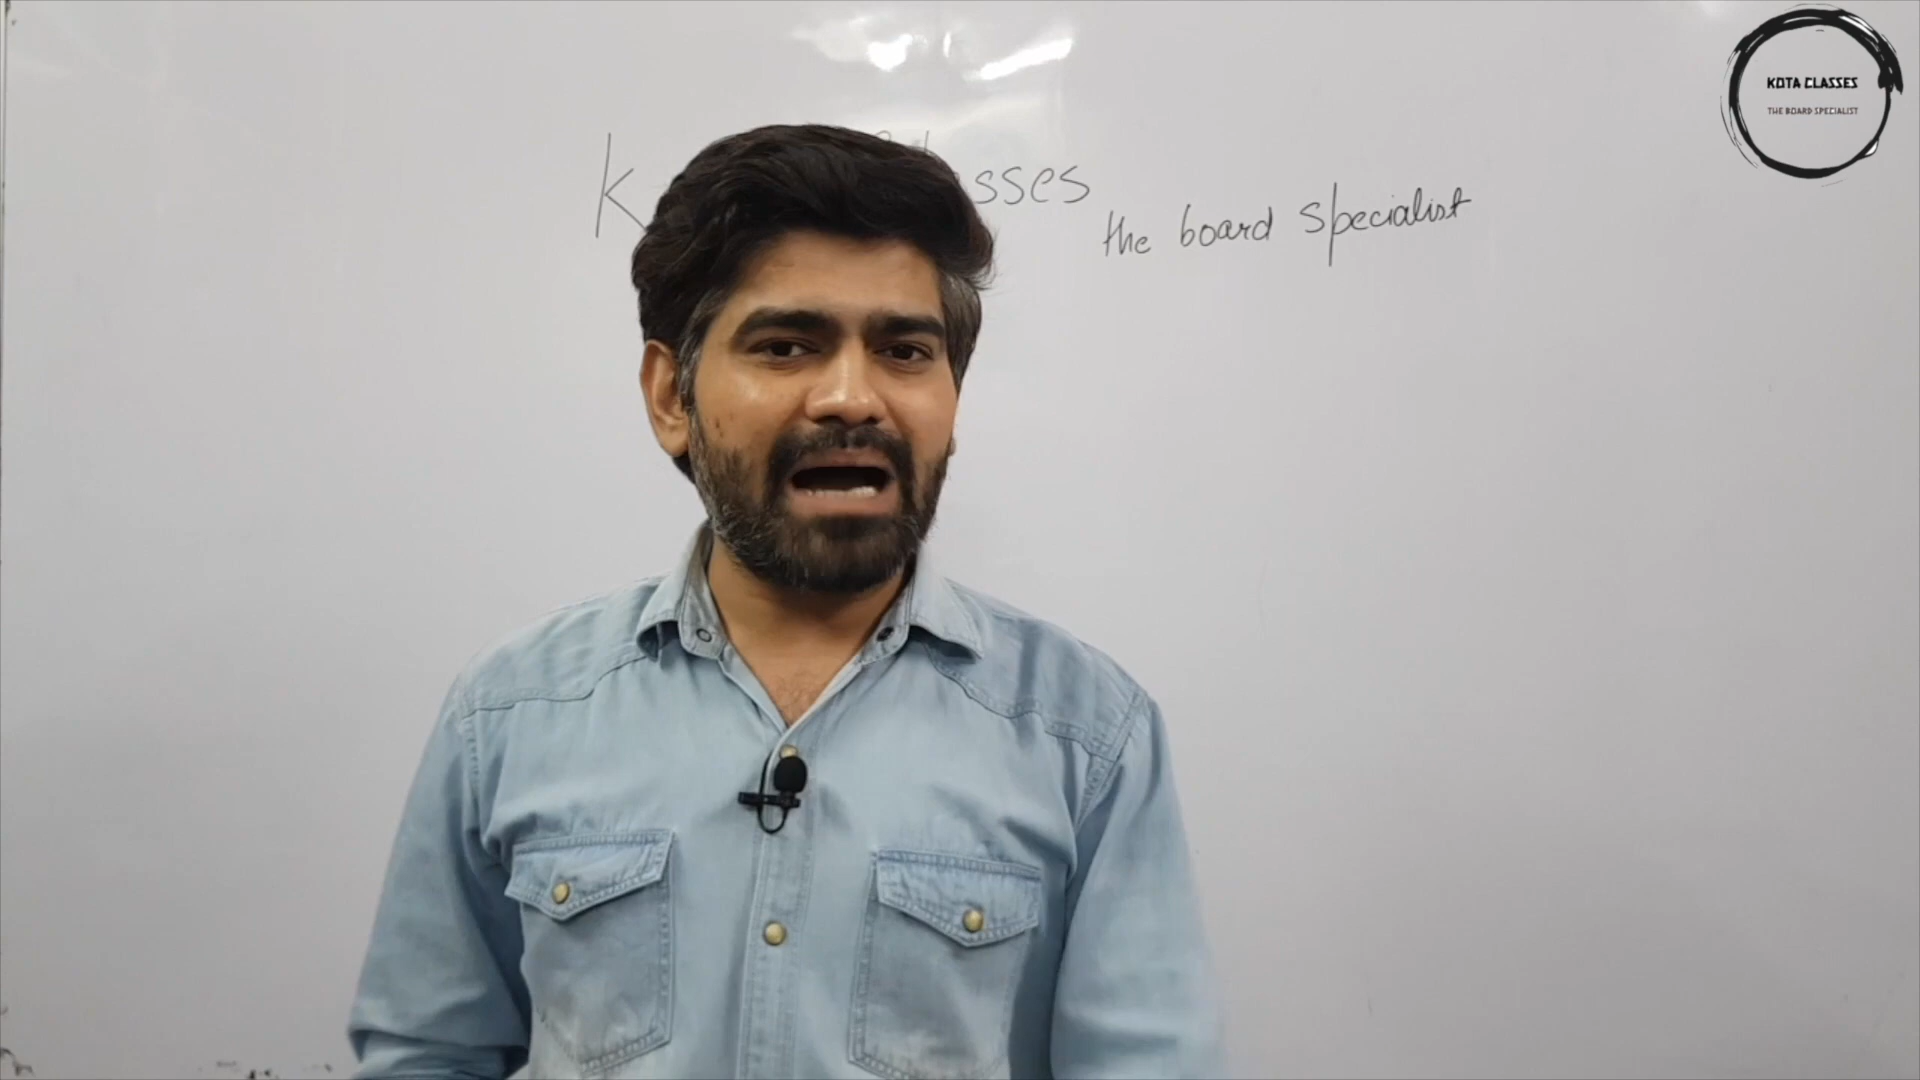 KOTA CLASSES
THE BOARD SPECIALIST
sses
the board specialist